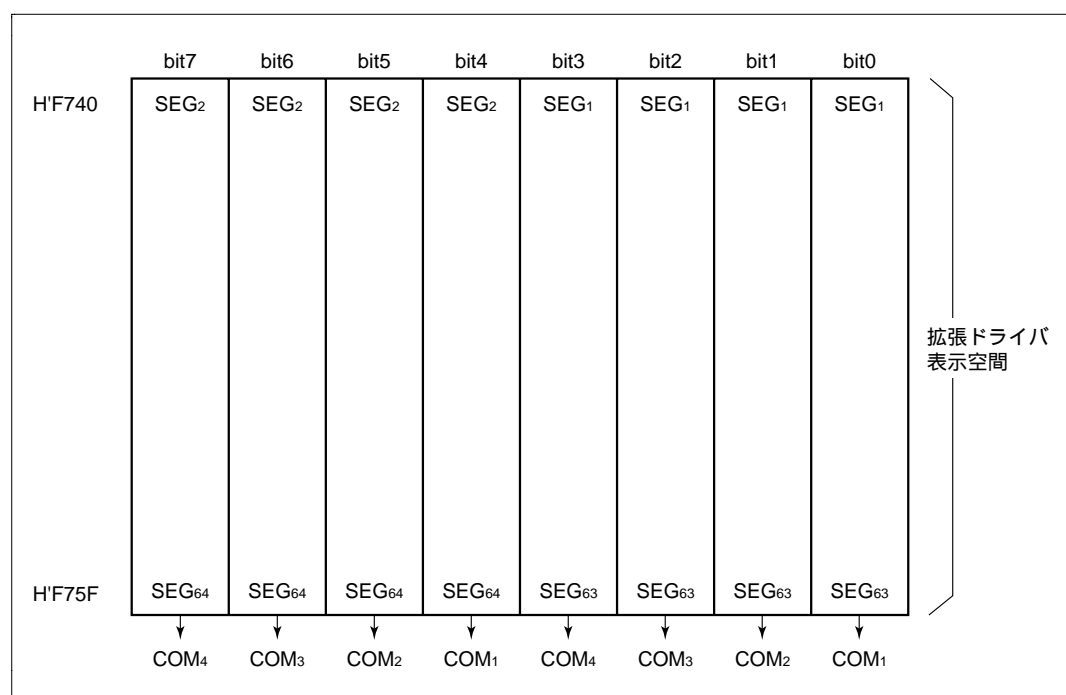 bit7 bit6 bit5 bit4 bit3 bit2 bit1 bit0
H'F740 SEG2 SEG2 SEG2 SEG2 SEG1 SEG1 SEG1 SEG1
拡張ドライバ
表示空間
H'F75F SEG64 SEG64 SEG64 SEG64 SEG63 SEG63 SEG63 SEG63
COM4 COM3 COM2 COM1 COM4 COM3 COM2 COM1